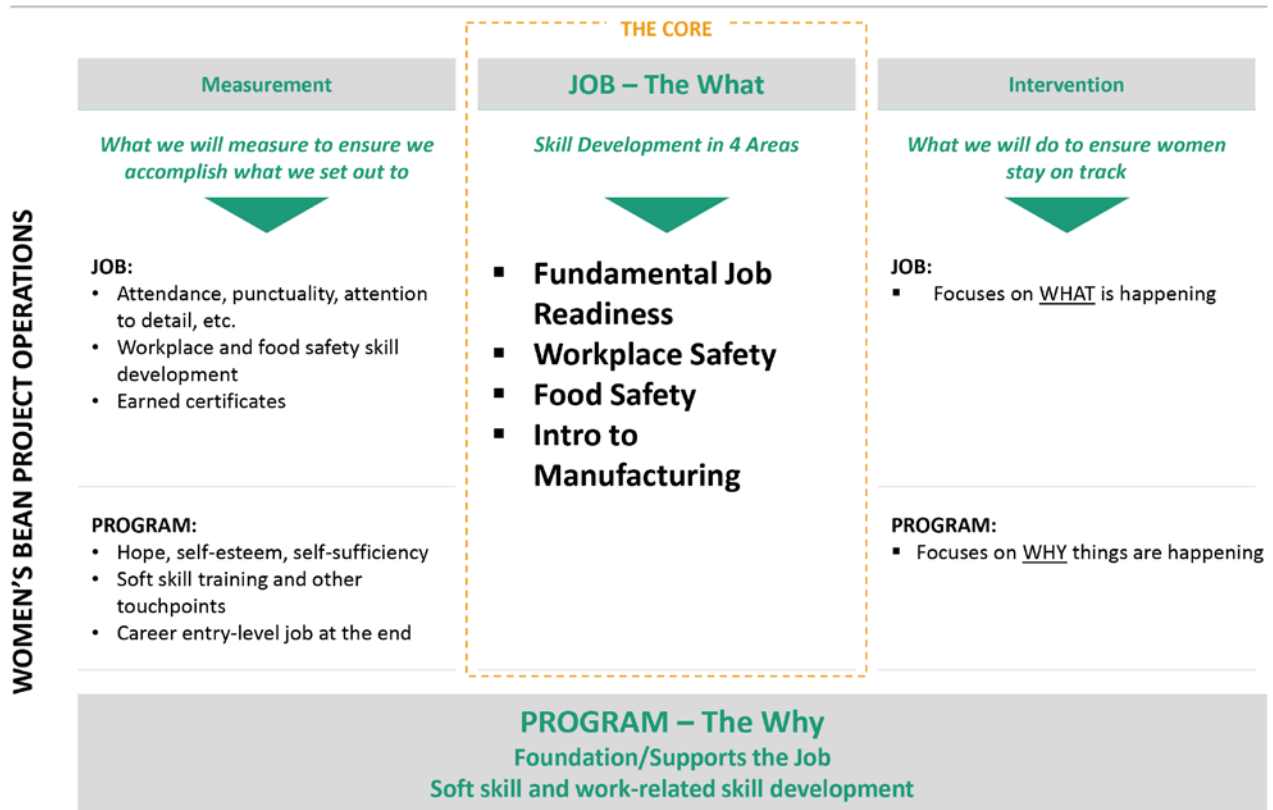 WOMEN'S BEAN PROJECT OPERATIONS
THE CORE
Measurement
What we will measure to ensure we
accomplish what we set out to
JOB:
• Attendance, punctuality, attention
to detail, etc.
• Workplace and food safety skill
development
• Earned certificates
PROGRAM:
• Hope, self-esteem, self-sufficiency
• Soft skill training and other
touchpoints
• Career entry-level job at the end
JOB – The What
Skill Development in 4 Areas
▪ Fundamental Job
Readiness
▪ Workplace Safety
▪ Food Safety
▪ Intro to
Manufacturing
Intervention
What we will do to ensure women
stay on track
JOB:
▪ Focuses on WHAT is happening
PROGRAM:
▪ Focuses on WHY things are happening
PROGRAM – The Why
Foundation/Supports the Job
Soft skill and work-related skill development